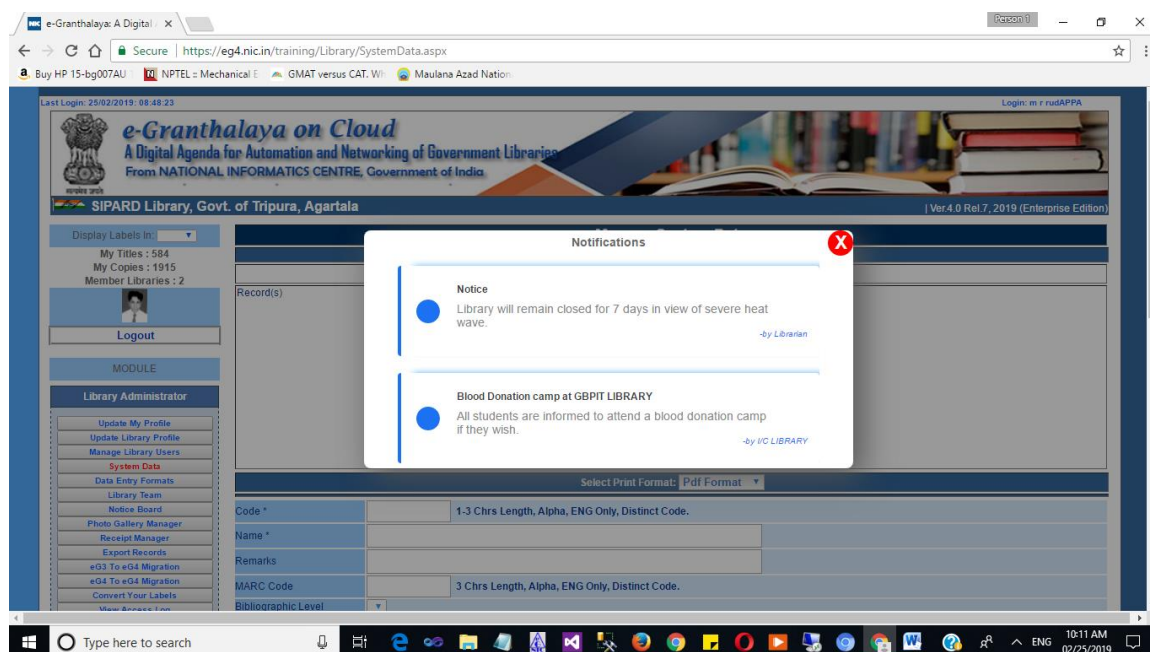 e-Granthalaya: A Digital
Person 1
Secure | https://eg4.nic.in/training/Library/SystemData.aspx
Buy HP 15-bg007AU
NPTEL :: Mechanical E
GMAT versus CAT. Wh
Maulana Azad Nation
Last Login: 25/02/2019: 08:48:23
Login: m r rudAPPA
e-Granthalaya on Cloud
A Digital Agenda for Automation and Networking of Government Libraries
From NATIONAL INFORMATICS CENTRE, Government of India
सत्यमेव जयते
SIPARD Library, Govt. of Tripura, Agartala
| Ver.4.0 Rel.7, 2019 (Enterprise Edition)
Display Labels In:
My Titles : 584
My Copies : 1915
Member Libraries : 2
Logout
MODULE
Library Administrator
Update My Profile
Update Library Profile
Manage Library Users
System Data
Data Entry Formats
Library Team
Notice Board
Photo Gallery Manager
Receipt Manager
Export Records
eG3 To eG4 Migration
eG4 To eG4 Migration
Convert Your Labels
View Access Log
Record(s)
Notifications
X
Notice
Library will remain closed for 7 days in view of severe heat
wave.
-by Librarian
Blood Donation camp at GBPIT LIBRARY
All students are informed to attend a blood donation camp
if they wish.
-by I/C LIBRARY
Select Print Format: Pdf Format
Code *
1-3 Chrs Length, Alpha, ENG Only, Distinct Code.
Name *
Remarks
MARC Code
3 Chrs Length, Alpha, ENG Only, Distinct Code.
Bibliographic Level
Type here to search
ENG
10:11 AM
02/25/2019